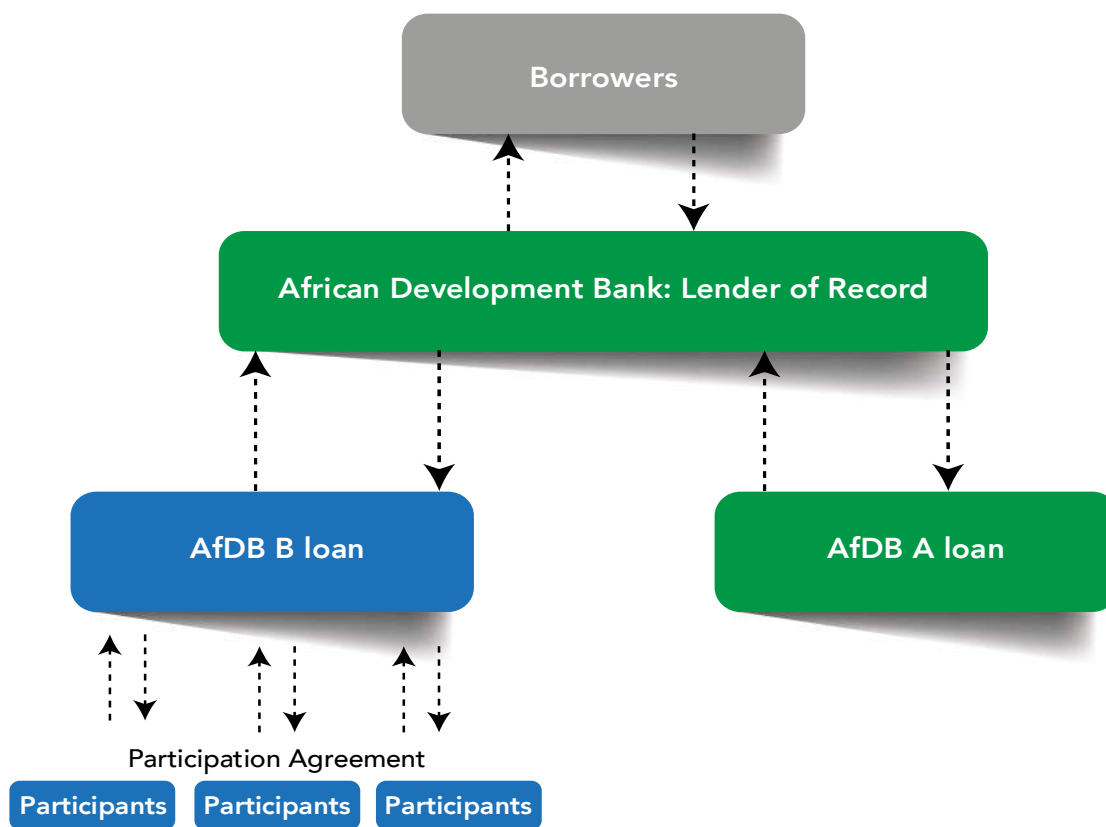 Borrowers
African Development Bank: Lender of Record
AfDB B loan
AfDB A loan
Participation Agreement
Participants
Participants
Participants